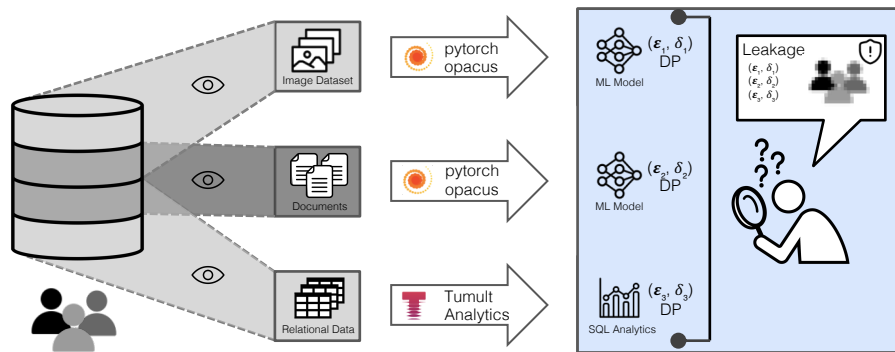 Image Dataset
pytorch
opacus
(ε₁, δ₁)
DP
ML Model
Leakage
(ε₁, δ₁)
(ε₂, δ₂)
(ε₃, δ₃)
Documents
pytorch
opacus
(ε₂, δ₂)
DP
ML Model
? ? ?
Relational Data
Tumult
Analytics
(ε₃, δ₃)
DP
SQL Analytics